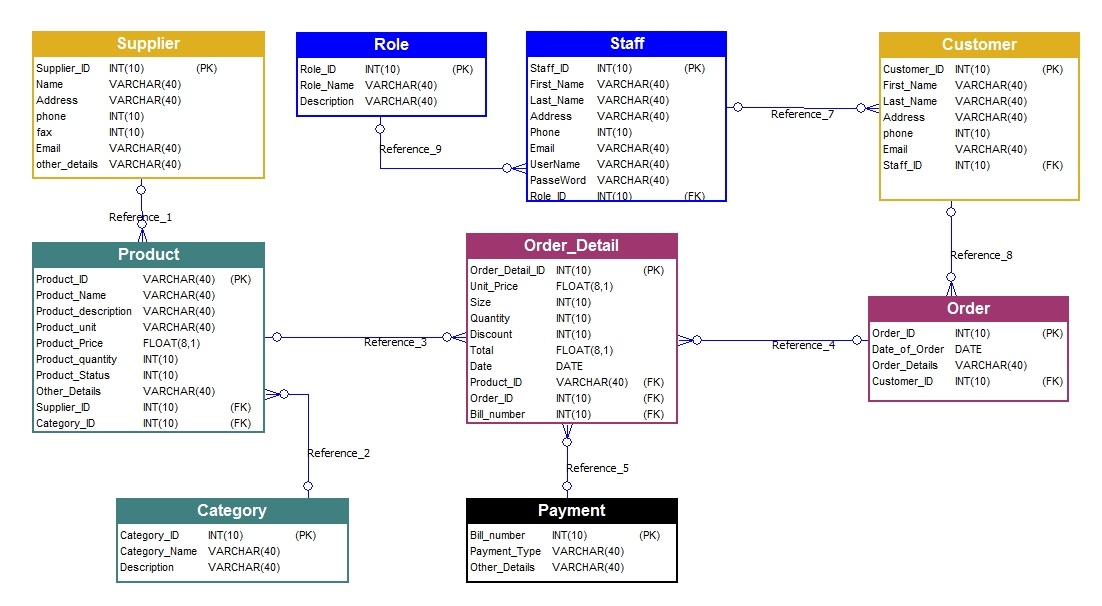 Supplier
Supplier_ID INT(10) (PK)
Name VARCHAR(40)
Address VARCHAR(40)
phone INT(10)
fax INT(10)
Email VARCHAR(40)
other_details VARCHAR(40)
Role
Role_ID INT(10) (PK)
Role_Name VARCHAR(40)
Description VARCHAR(40)
Staff
Staff_ID INT(10) (PK)
First_Name VARCHAR(40)
Last_Name VARCHAR(40)
Address VARCHAR(40)
Phone INT(10)
Email VARCHAR(40)
UserName VARCHAR(40)
PasseWord VARCHAR(40)
Role_ID INT(10) (FK)
Customer
Customer_ID INT(10) (PK)
First_Name VARCHAR(40)
Last_Name VARCHAR(40)
Address VARCHAR(40)
phone INT(10)
Email VARCHAR(40)
Staff_ID INT(10) (FK)
Reference_7
Reference_9
Reference_1
Reference_8
Product
Product_ID VARCHAR(40) (PK)
Product_Name VARCHAR(40)
Product_description VARCHAR(40)
Product_unit VARCHAR(40)
Product_Price FLOAT(8,1)
Product_quantity INT(10)
Product_Status INT(10)
Other_Details VARCHAR(40)
Supplier_ID INT(10) (FK)
Category_ID INT(10) (FK)
Reference_3
Order_Detail
Order_Detail_ID INT(10) (PK)
Unit_Price FLOAT(8,1)
Size INT(10)
Quantity INT(10)
Discount INT(10)
Total FLOAT(8,1)
Date DATE
Product_ID VARCHAR(40) (FK)
Order_ID INT(10) (FK)
Bill_number INT(10) (FK)
Reference_4
Order
Order_ID INT(10) (PK)
Date_of_Order DATE
Order_Details VARCHAR(40)
Customer_ID INT(10) (FK)
Reference_2
Reference_5
Category
Category_ID INT(10) (PK)
Category_Name VARCHAR(40)
Description VARCHAR(40)
Payment
Bill_number INT(10) (PK)
Payment_Type VARCHAR(40)
Other_Details VARCHAR(40)